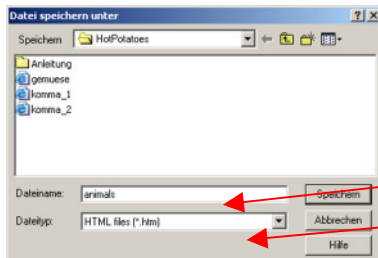 Datei speichern unter
Speichern HotPotatoes
Anleitung
gemuese
komma_1
komma_2
Dateiname: animals Speichern
Dateityp: HTML files (*.htm) Abbrechen
Hilfe